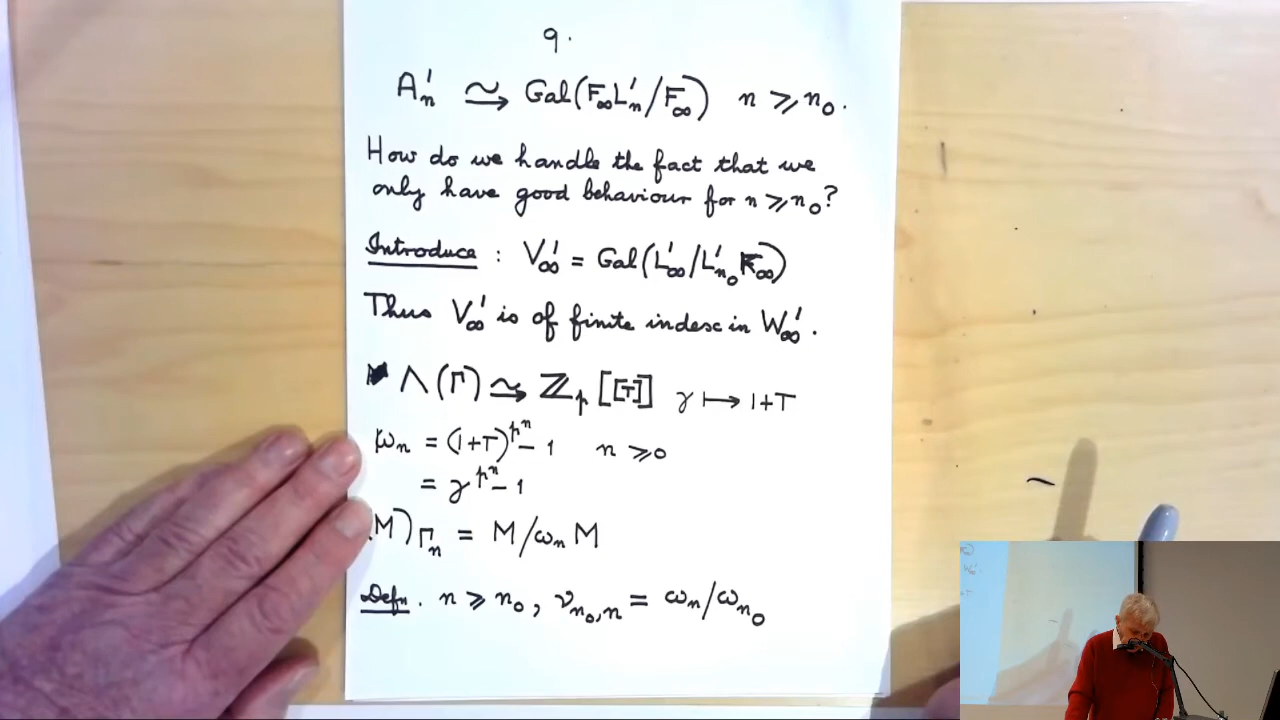 9.
A'_n ⥲ Gal(F_∞L'_n/F_∞) n ⩾ n_0.
How do we handle the fact that we
only have good behaviour for n ⩾ n_0?
Introduce : V'_∞ = Gal(L'_∞/L'_{n_0}F_∞)
Thus V'_∞ is of finite index in W'_∞.
Λ(Γ) ⥲ ℤ_p[[T]] γ ↦ 1+T
ω_n = (1+T)^{p^n} - 1 n ⩾ 0
= γ^{p^n} - 1
(M)_{Γ_n} = M/ω_n M
Defn. n ⩾ n_0, ν_{n_0,n} = ω_n/ω_{n_0}